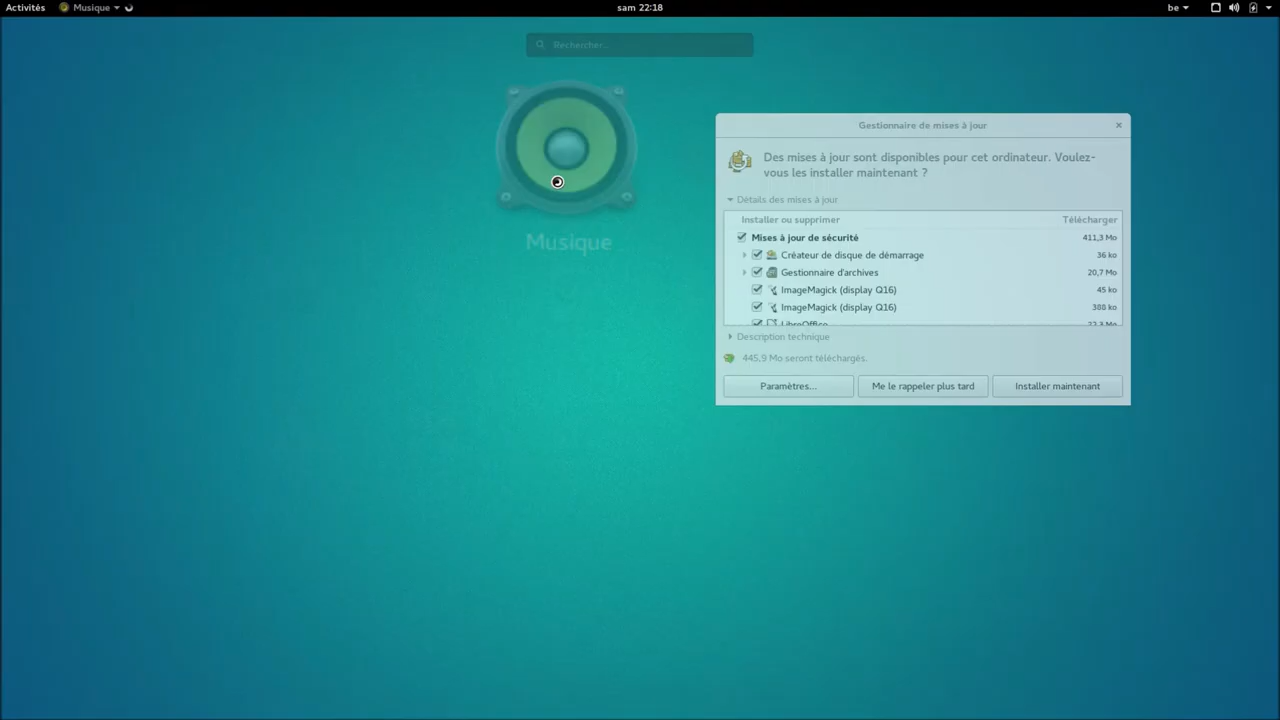 Activités
Musique
sam 22:18
be
Rechercher...
Musique
Gestionnaire de mises à jour
Des mises à jour sont disponibles pour cet ordinateur. Voulez-
vous les installer maintenant ?
Détails des mises à jour
Installer ou supprimer Télécharger
Mises à jour de sécurité 411,3 Mo
Créateur de disque de démarrage 36 ko
Gestionnaire d'archives 20,7 Mo
ImageMagick (display Q16) 45 ko
ImageMagick (display Q16) 388 ko
LibreOffice 22,3 Mo
Description technique
445,9 Mo seront téléchargés.
Paramètres...
Me le rappeler plus tard
Installer maintenant